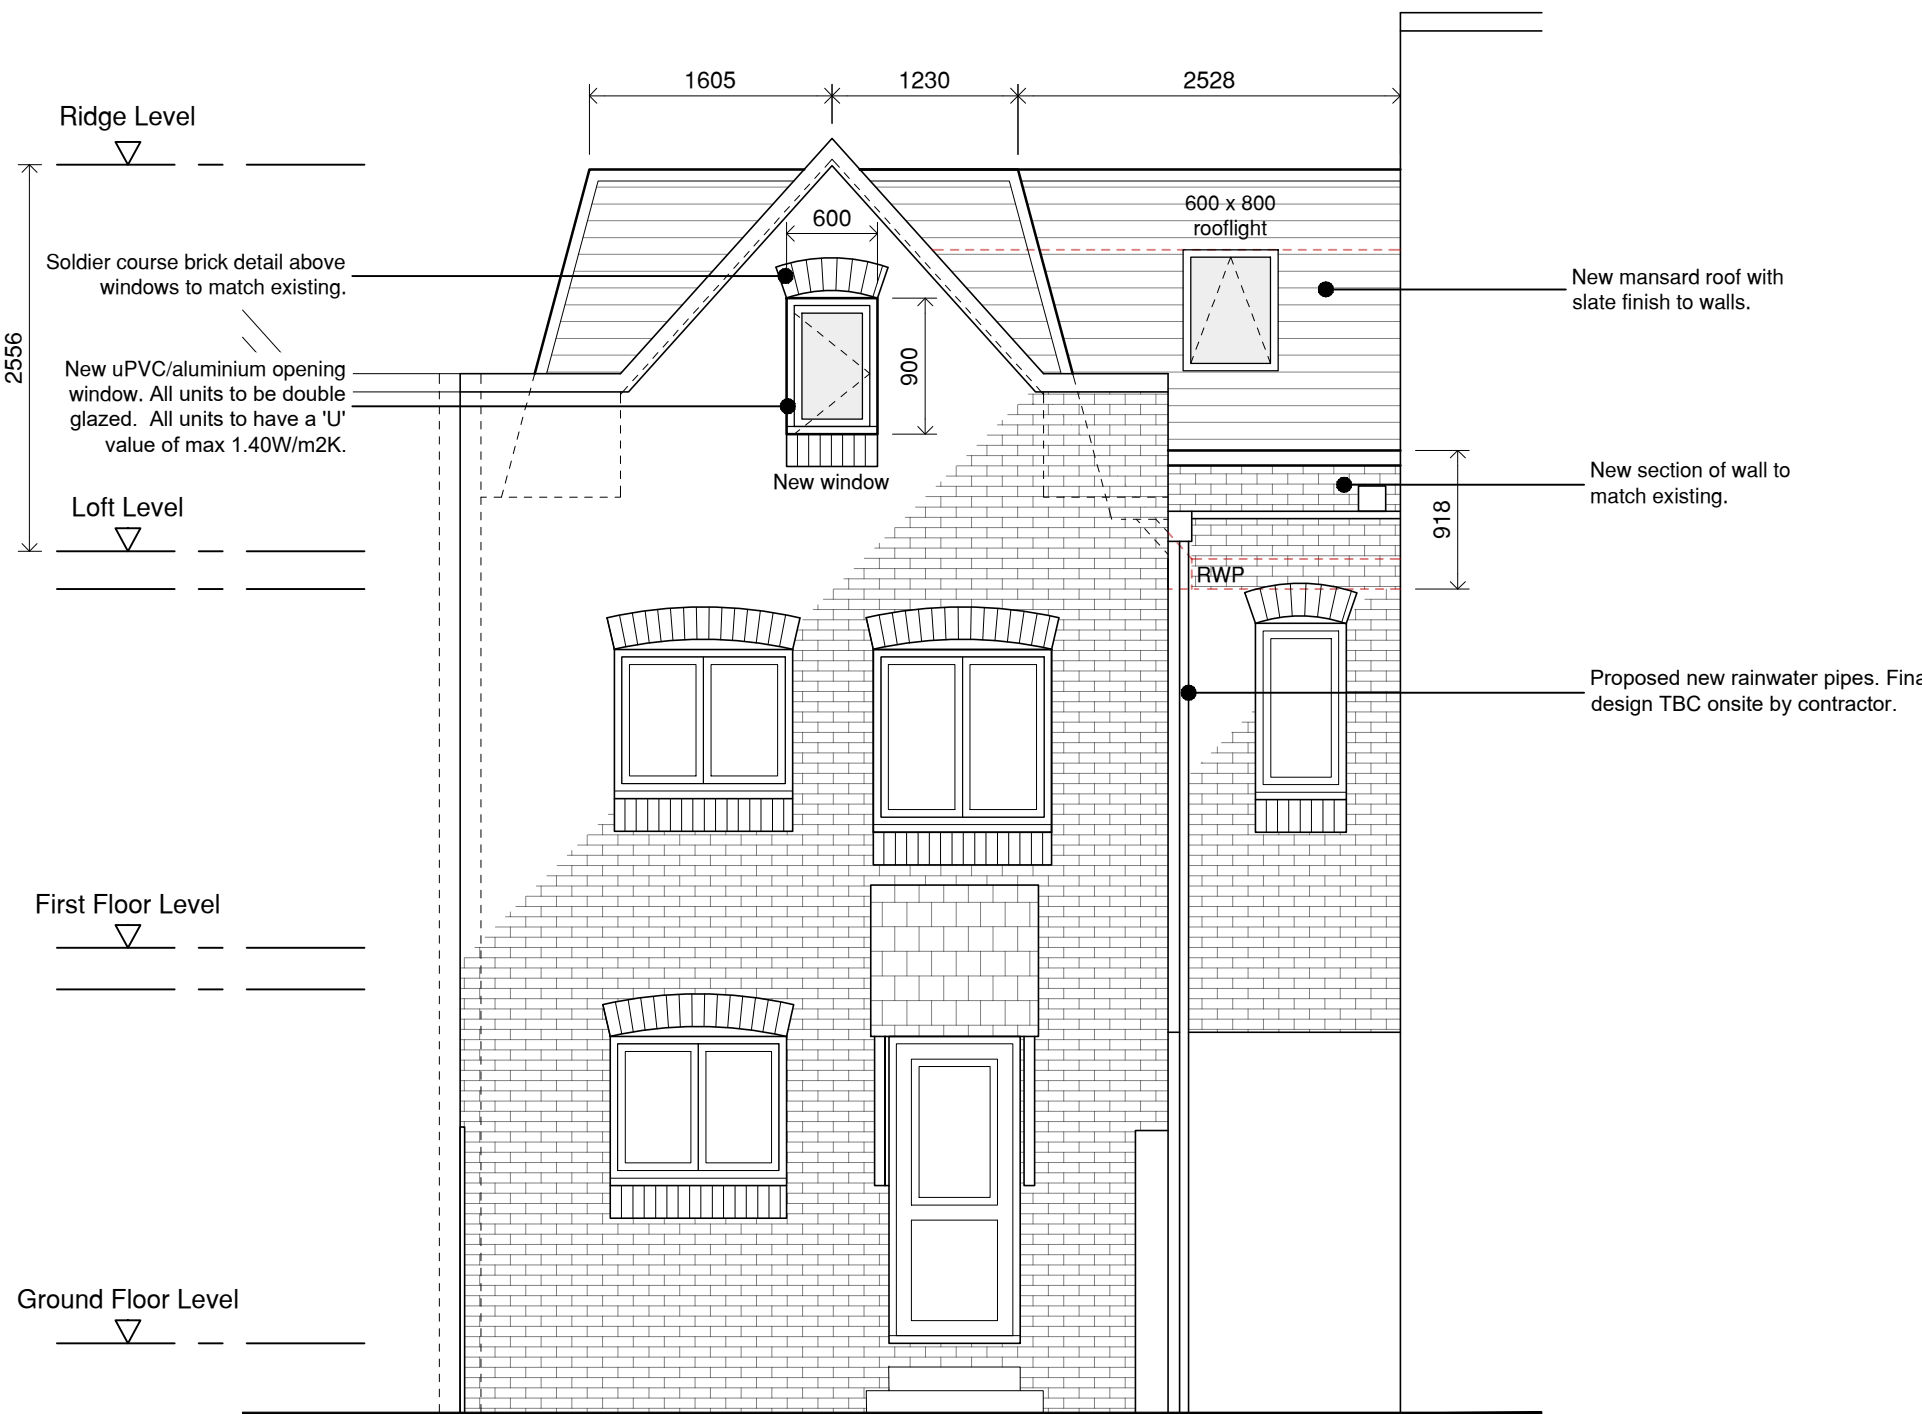 1605
1230
2528
Ridge Level
600 x 800
rooflight
600
Soldier course brick detail above
windows to match existing.
New mansard roof with
slate finish to walls.
2556
New uPVC/aluminium opening
window. All units to be double
glazed.  All units to have a 'U'
value of max 1.40W/m2K.
900
New window
New section of wall to
match existing.
Loft Level
918
RWP
Proposed new rainwater pipes. Fina
design TBC onsite by contractor.
First Floor Level
Ground Floor Level